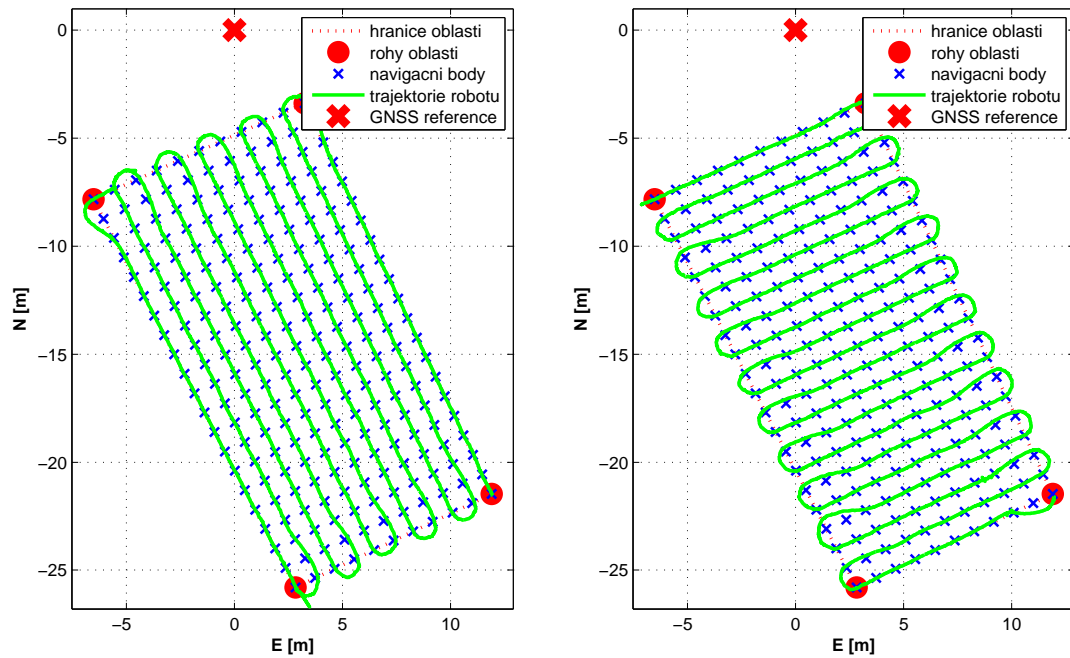 0
−5
−10
−15
−20
−25
N [m]
−5
0
5
10
E [m]
hranice oblasti
rohy oblasti
navigacni body
trajektorie robotu
GNSS reference
0
−5
−10
−15
−20
−25
N [m]
−5
0
5
10
E [m]
hranice oblasti
rohy oblasti
navigacni body
trajektorie robotu
GNSS reference